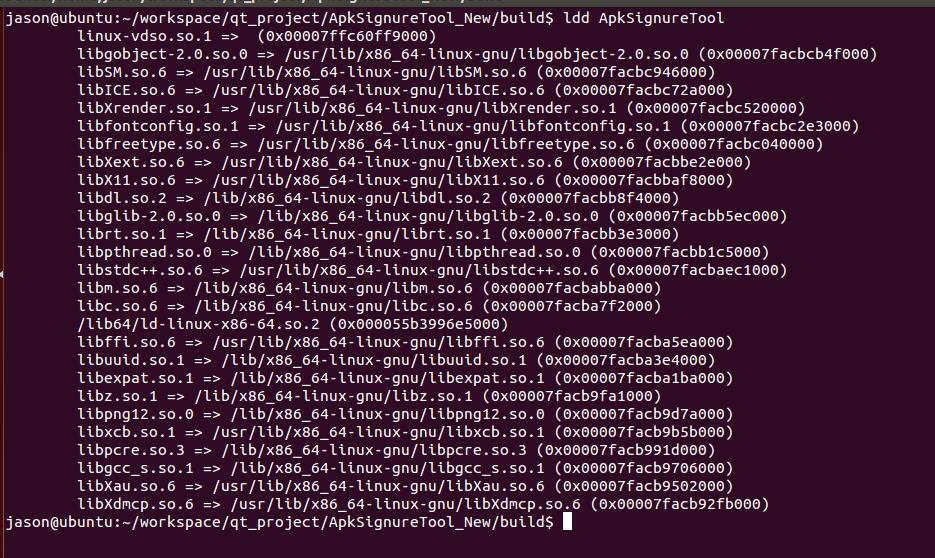 jason@ubuntu:~/workspace/qt_project/ApkSignureTool_New/build$ ldd ApkSignureTool
linux-vdso.so.1 =>  (0x00007ffc60ff9000)
libgobject-2.0.so.0 => /usr/lib/x86_64-linux-gnu/libgobject-2.0.so.0 (0x00007facbcb4f000)
libSM.so.6 => /usr/lib/x86_64-linux-gnu/libSM.so.6 (0x00007facbc946000)
libICE.so.6 => /usr/lib/x86_64-linux-gnu/libICE.so.6 (0x00007facbc72a000)
libXrender.so.1 => /usr/lib/x86_64-linux-gnu/libXrender.so.1 (0x00007facbc520000)
libfontconfig.so.1 => /usr/lib/x86_64-linux-gnu/libfontconfig.so.1 (0x00007facbc2e3000)
libfreetype.so.6 => /usr/lib/x86_64-linux-gnu/libfreetype.so.6 (0x00007facbc040000)
libXext.so.6 => /usr/lib/x86_64-linux-gnu/libXext.so.6 (0x00007facbbe2e000)
libX11.so.6 => /usr/lib/x86_64-linux-gnu/libX11.so.6 (0x00007facbbaf8000)
libdl.so.2 => /lib/x86_64-linux-gnu/libdl.so.2 (0x00007facbb8f4000)
libglib-2.0.so.0 => /lib/x86_64-linux-gnu/libglib-2.0.so.0 (0x00007facbb5ec000)
librt.so.1 => /lib/x86_64-linux-gnu/librt.so.1 (0x00007facbb3e3000)
libpthread.so.0 => /lib/x86_64-linux-gnu/libpthread.so.0 (0x00007facbb1c5000)
libstdc++.so.6 => /usr/lib/x86_64-linux-gnu/libstdc++.so.6 (0x00007facbaec1000)
libm.so.6 => /lib/x86_64-linux-gnu/libm.so.6 (0x00007facbabba000)
libc.so.6 => /lib/x86_64-linux-gnu/libc.so.6 (0x00007facba7f2000)
/lib64/ld-linux-x86-64.so.2 (0x000055b3996e5000)
libffi.so.6 => /usr/lib/x86_64-linux-gnu/libffi.so.6 (0x00007facba5ea000)
libuuid.so.1 => /lib/x86_64-linux-gnu/libuuid.so.1 (0x00007facba3e4000)
libexpat.so.1 => /lib/x86_64-linux-gnu/libexpat.so.1 (0x00007facba1ba000)
libz.so.1 => /lib/x86_64-linux-gnu/libz.so.1 (0x00007facb9fa1000)
libpng12.so.0 => /lib/x86_64-linux-gnu/libpng12.so.0 (0x00007facb9d7a000)
libxcb.so.1 => /usr/lib/x86_64-linux-gnu/libxcb.so.1 (0x00007facb9b5b000)
libpcre.so.3 => /lib/x86_64-linux-gnu/libpcre.so.3 (0x00007facb991d000)
libgcc_s.so.1 => /lib/x86_64-linux-gnu/libgcc_s.so.1 (0x00007facb9706000)
libXau.so.6 => /usr/lib/x86_64-linux-gnu/libXau.so.6 (0x00007facb9502000)
libXdmcp.so.6 => /usr/lib/x86_64-linux-gnu/libXdmcp.so.6 (0x00007facb92fb000)
jason@ubuntu:~/workspace/qt_project/ApkSignureTool_New/build$